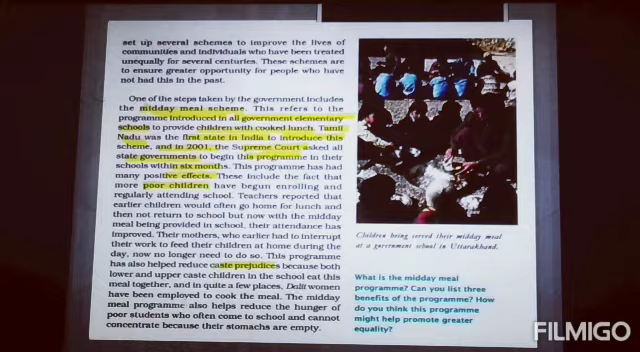 set up several schemes to improve the lives of
communities and individuals who have been treated
unequally for several centuries. These schemes are
to ensure greater opportunity for people who have
not had this in the past.
One of the steps taken by the government includes
the midday meal scheme. This refers to the
programme introduced in all government elementary
schools to provide children with cooked lunch. Tamil
Nadu was the first state in India to introduce this
scheme, and in 2001, the Supreme Court asked all
state governments to begin this programme in their
schools within six months. This programme has had
many positive effects. These include the fact that
more poor children have begun enrolling and
regularly attending school. Teachers reported that
earlier children would often go home for lunch and
then not return to school but now with the midday
meal being provided in school, their attendance has
improved. Their mothers, who earlier had to interrupt
their work to feed their children at home during the
day, now no longer need to do so. This programme
has also helped reduce caste prejudices because both
lower and upper caste children in the school eat this
meal together, and in quite a few places, Dalit women
have been employed to cook the meal. The midday
meal programme also helps reduce the hunger of
poor students who often come to school and cannot
concentrate because their stomachs are empty.
Children being served their midday meal
at a government school in Uttarakhand.
What is the midday meal
programme? Can you list three
benefits of the programme? How
do you think this programme
might help promote greater
equality?
FILMIGO